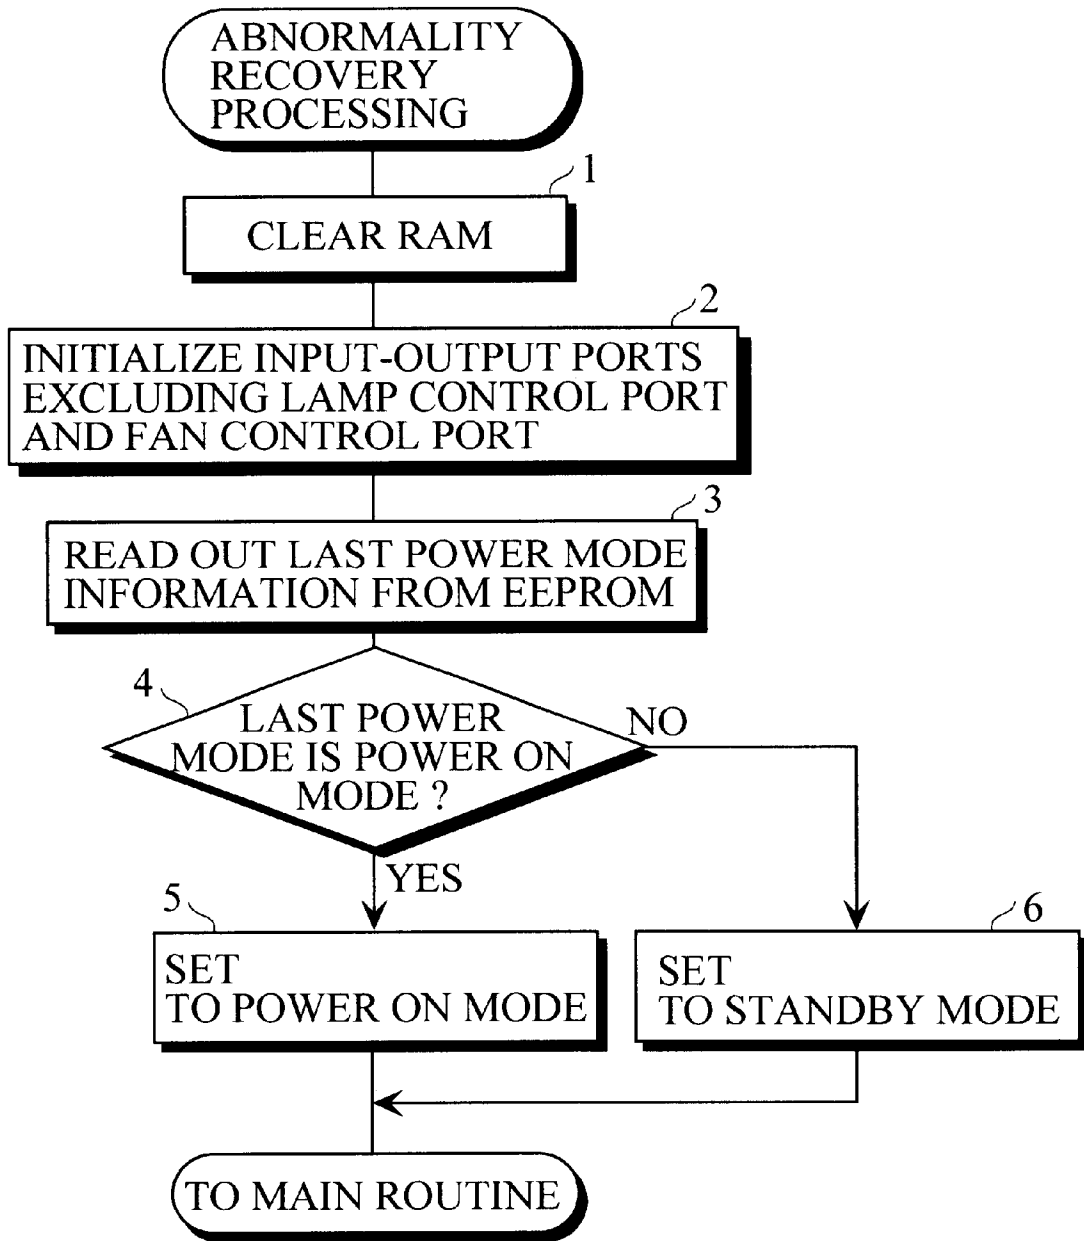 ABNORMALITY
RECOVERY
PROCESSING
1
CLEAR RAM
2
INITIALIZE INPUT-OUTPUT PORTS
EXCLUDING LAMP CONTROL PORT
AND FAN CONTROL PORT
3
READ OUT LAST POWER MODE
INFORMATION FROM EEPROM
4
LAST POWER
MODE IS POWER ON
MODE ?
NO
YES
5
SET
TO POWER ON MODE
6
SET
TO STANDBY MODE
TO MAIN ROUTINE